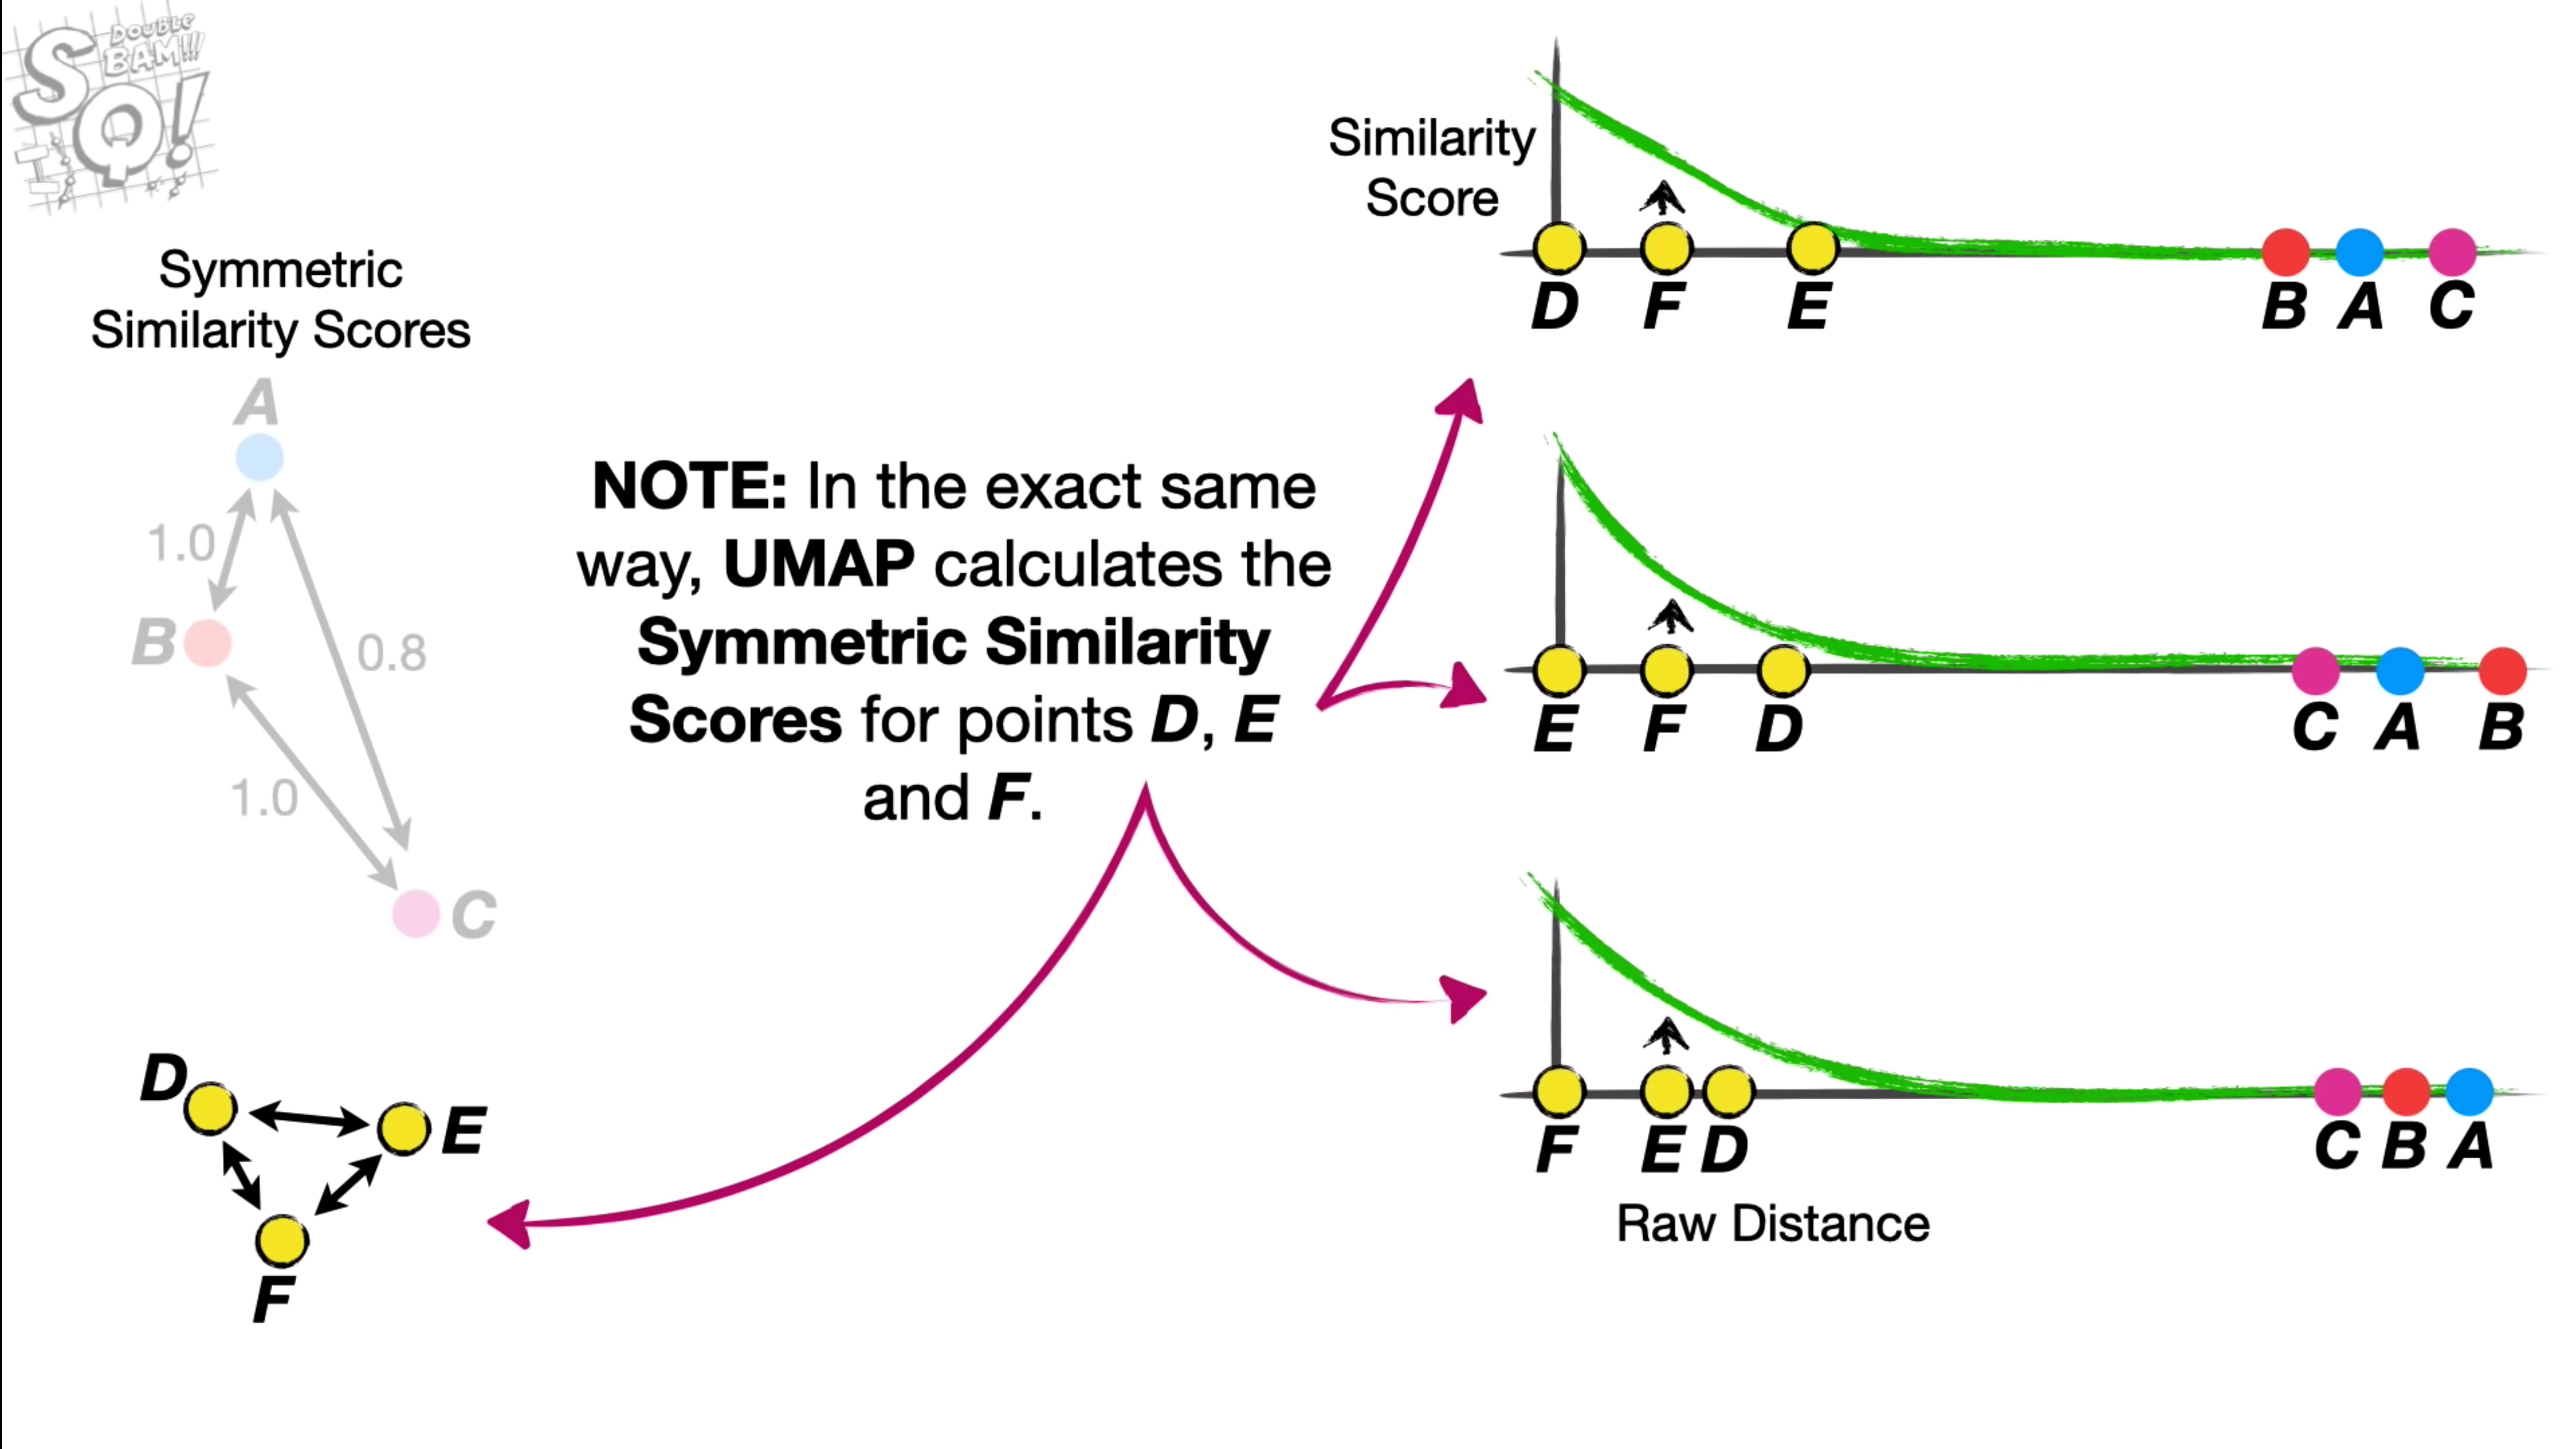 DOUBLE
BAM!!!
SQ!
Symmetric
Similarity Scores
A
1.0
B
0.8
1.0
C
D
E
F
NOTE: In the exact same
way, UMAP calculates the
Symmetric Similarity
Scores for points D, E
and F.
Similarity
Score
D F E B A C
E F D C A B
F E D C B A
Raw Distance